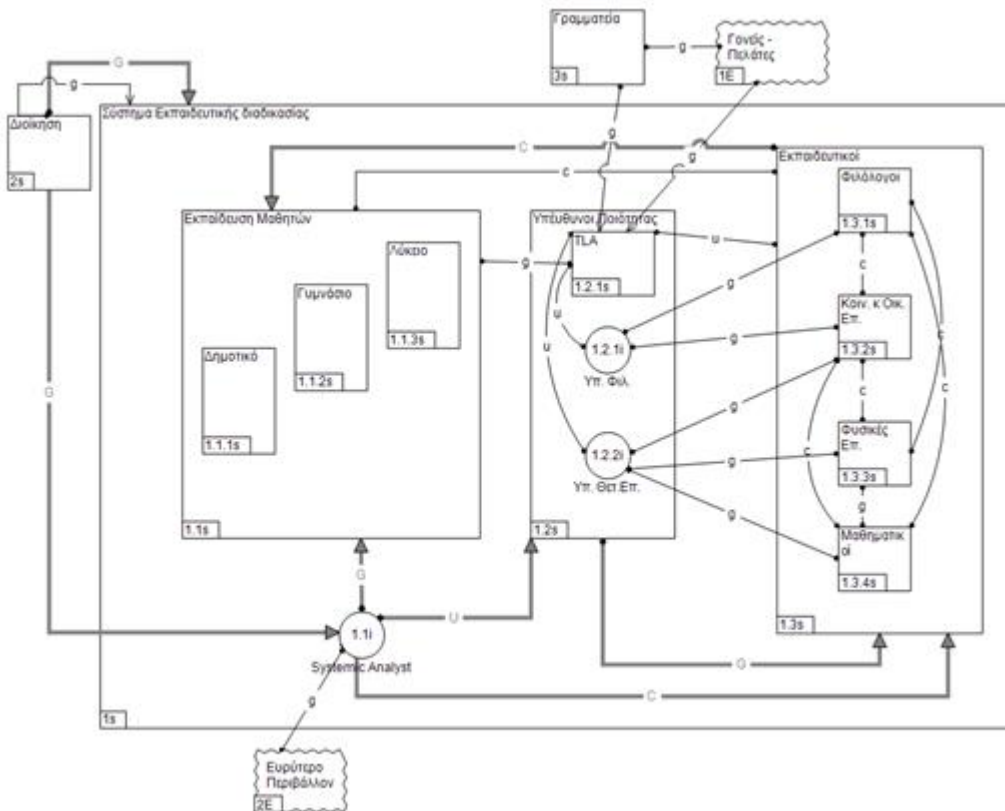 Γραμματεία
3s
g
Γονείς -
Πελάτες
1E
G
g
Διοίκηση
2s
Σύστημα Εκπαιδευτικής διαδικασίας
g
g
C
c
Εκπαιδευτικοί
Φιλόλογοι
1.3.1s
Εκπαίδευση Μαθητών
Λύκειο
1.1.3s
Γυμνάσιο
1.1.2s
Δημοτικό
1.1.1s
1.1s
g
Υπέυθυνοι Ποιότητας
TLA
1.2.1s
u
u
u
1.2.1i
Υπ. Φιλ.
g
g
1.2.2i
Υπ. Θετ.Επ.
g
g
g
1.2s
c
Κοιν. κ Οικ.
Επ.
1.3.2s
c
c
c
c
Φυσικές
Επ.
1.3.3s
g
Μαθηματικ
οί
1.3.4s
1.3s
G
G
U
1.1i
Systemic Analyst
G
C
g
1s
Ευρύτερο
Περιβάλλον
2E